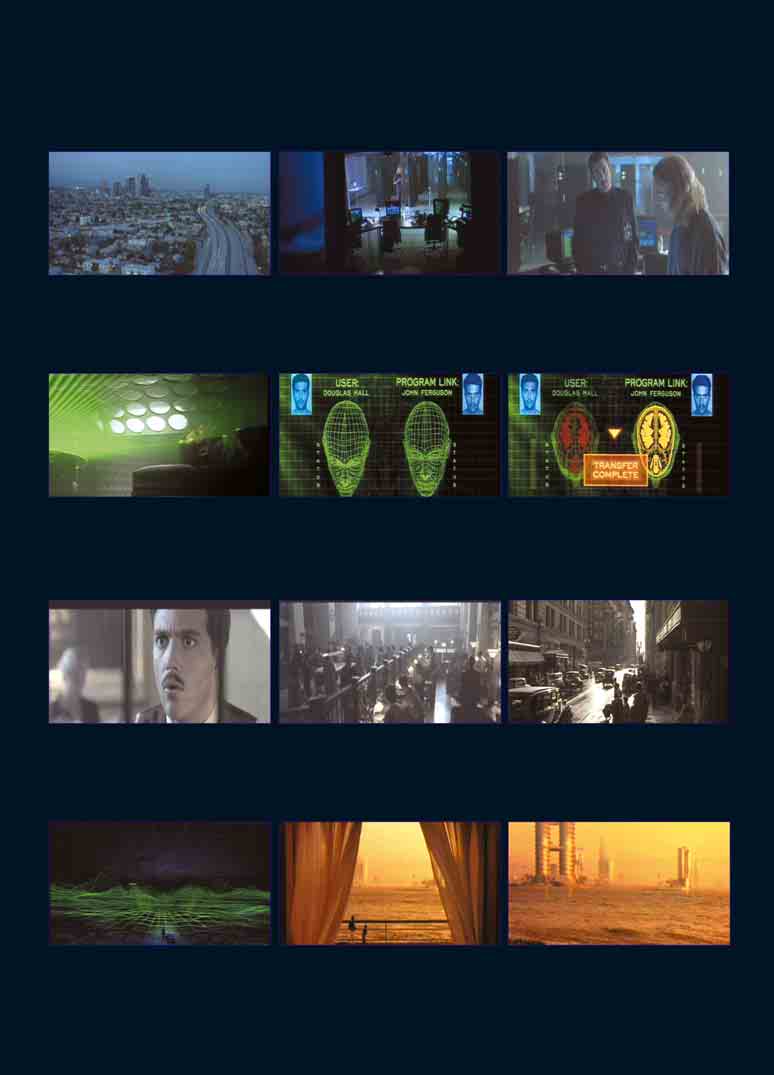 USER:
DOUGLAS HALL
PROGRAM LINK:
JOHN FERGUSON
USER:
DOUGLAS HALL
PROGRAM LINK:
JOHN FERGUSON
TRANSFER
COMPLETE